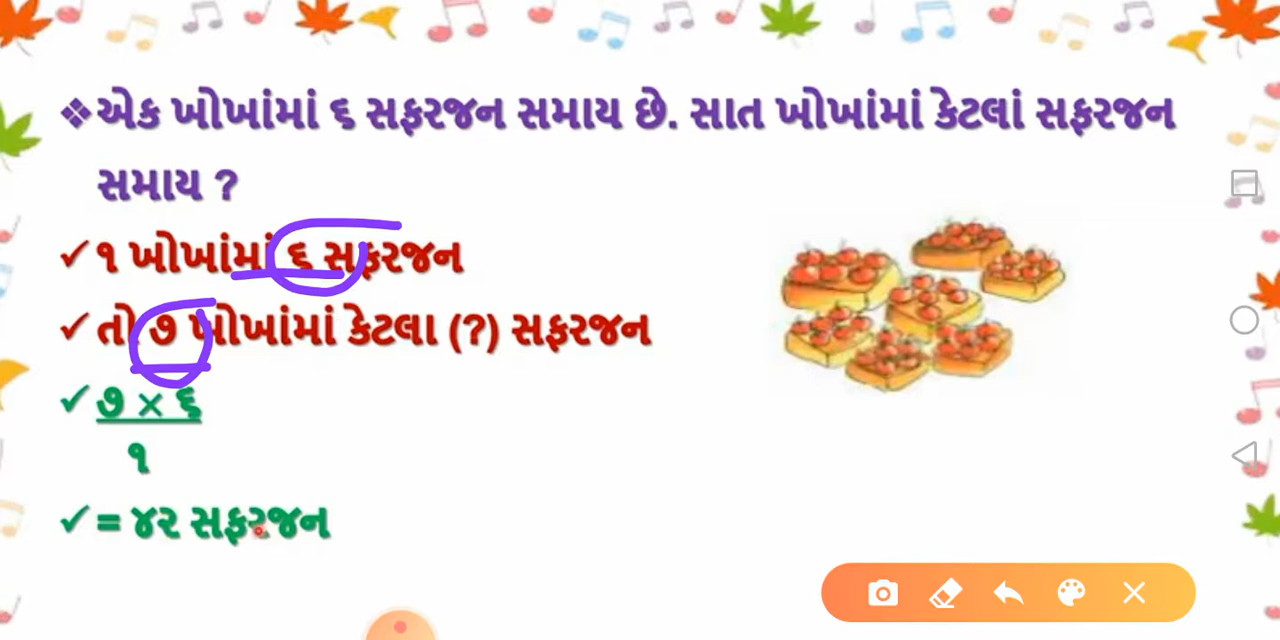 ❖એક ખોખાંમાં ૬ સફરજન સમાય છે. સાત ખોખાંમાં કેટલાં સફરજન
સમાય ?
✓૧ ખોખાંમાં ૬ સફરજન
✓તો ૭ ખોખાંમાં કેટલા (?) સફરજન
✓૭ × ૬
૧
✓= ૪૨ સફરજન